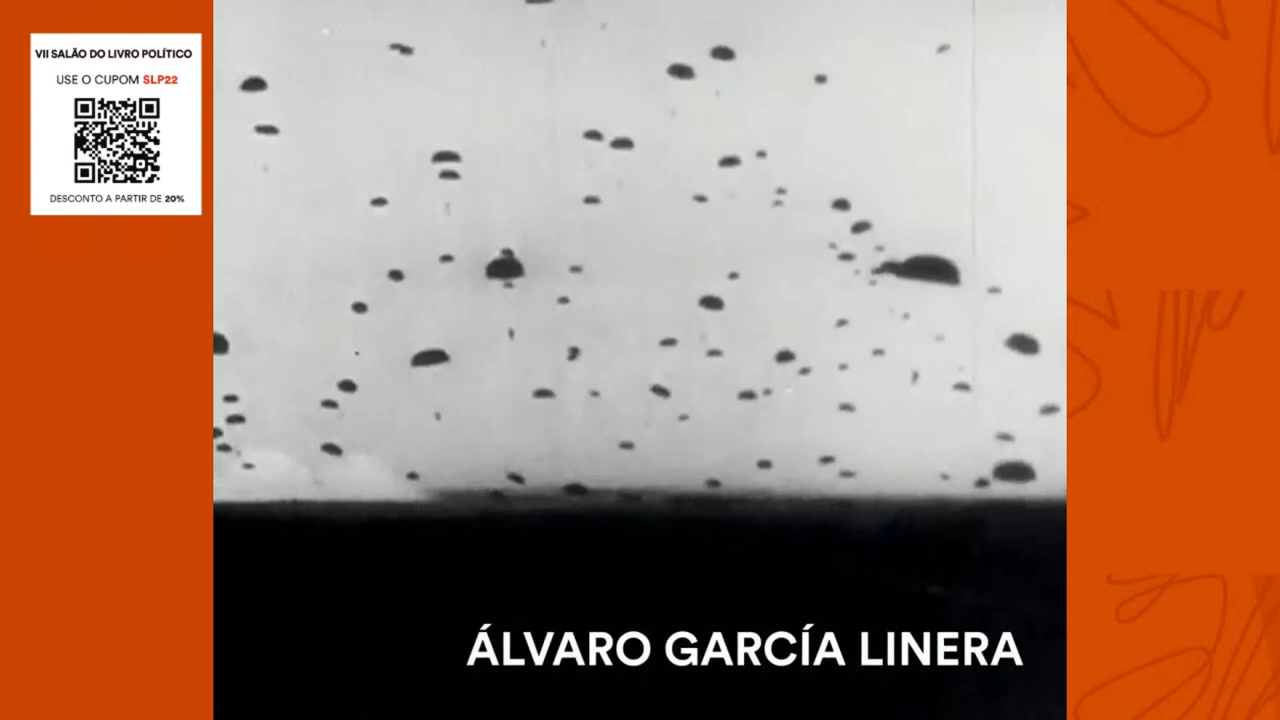 VII SALÃO DO LIVRO POLÍTICO
USE O CUPOM SLP22
DESCONTO A PARTIR DE 20%
ÁLVARO GARCÍA LINERA